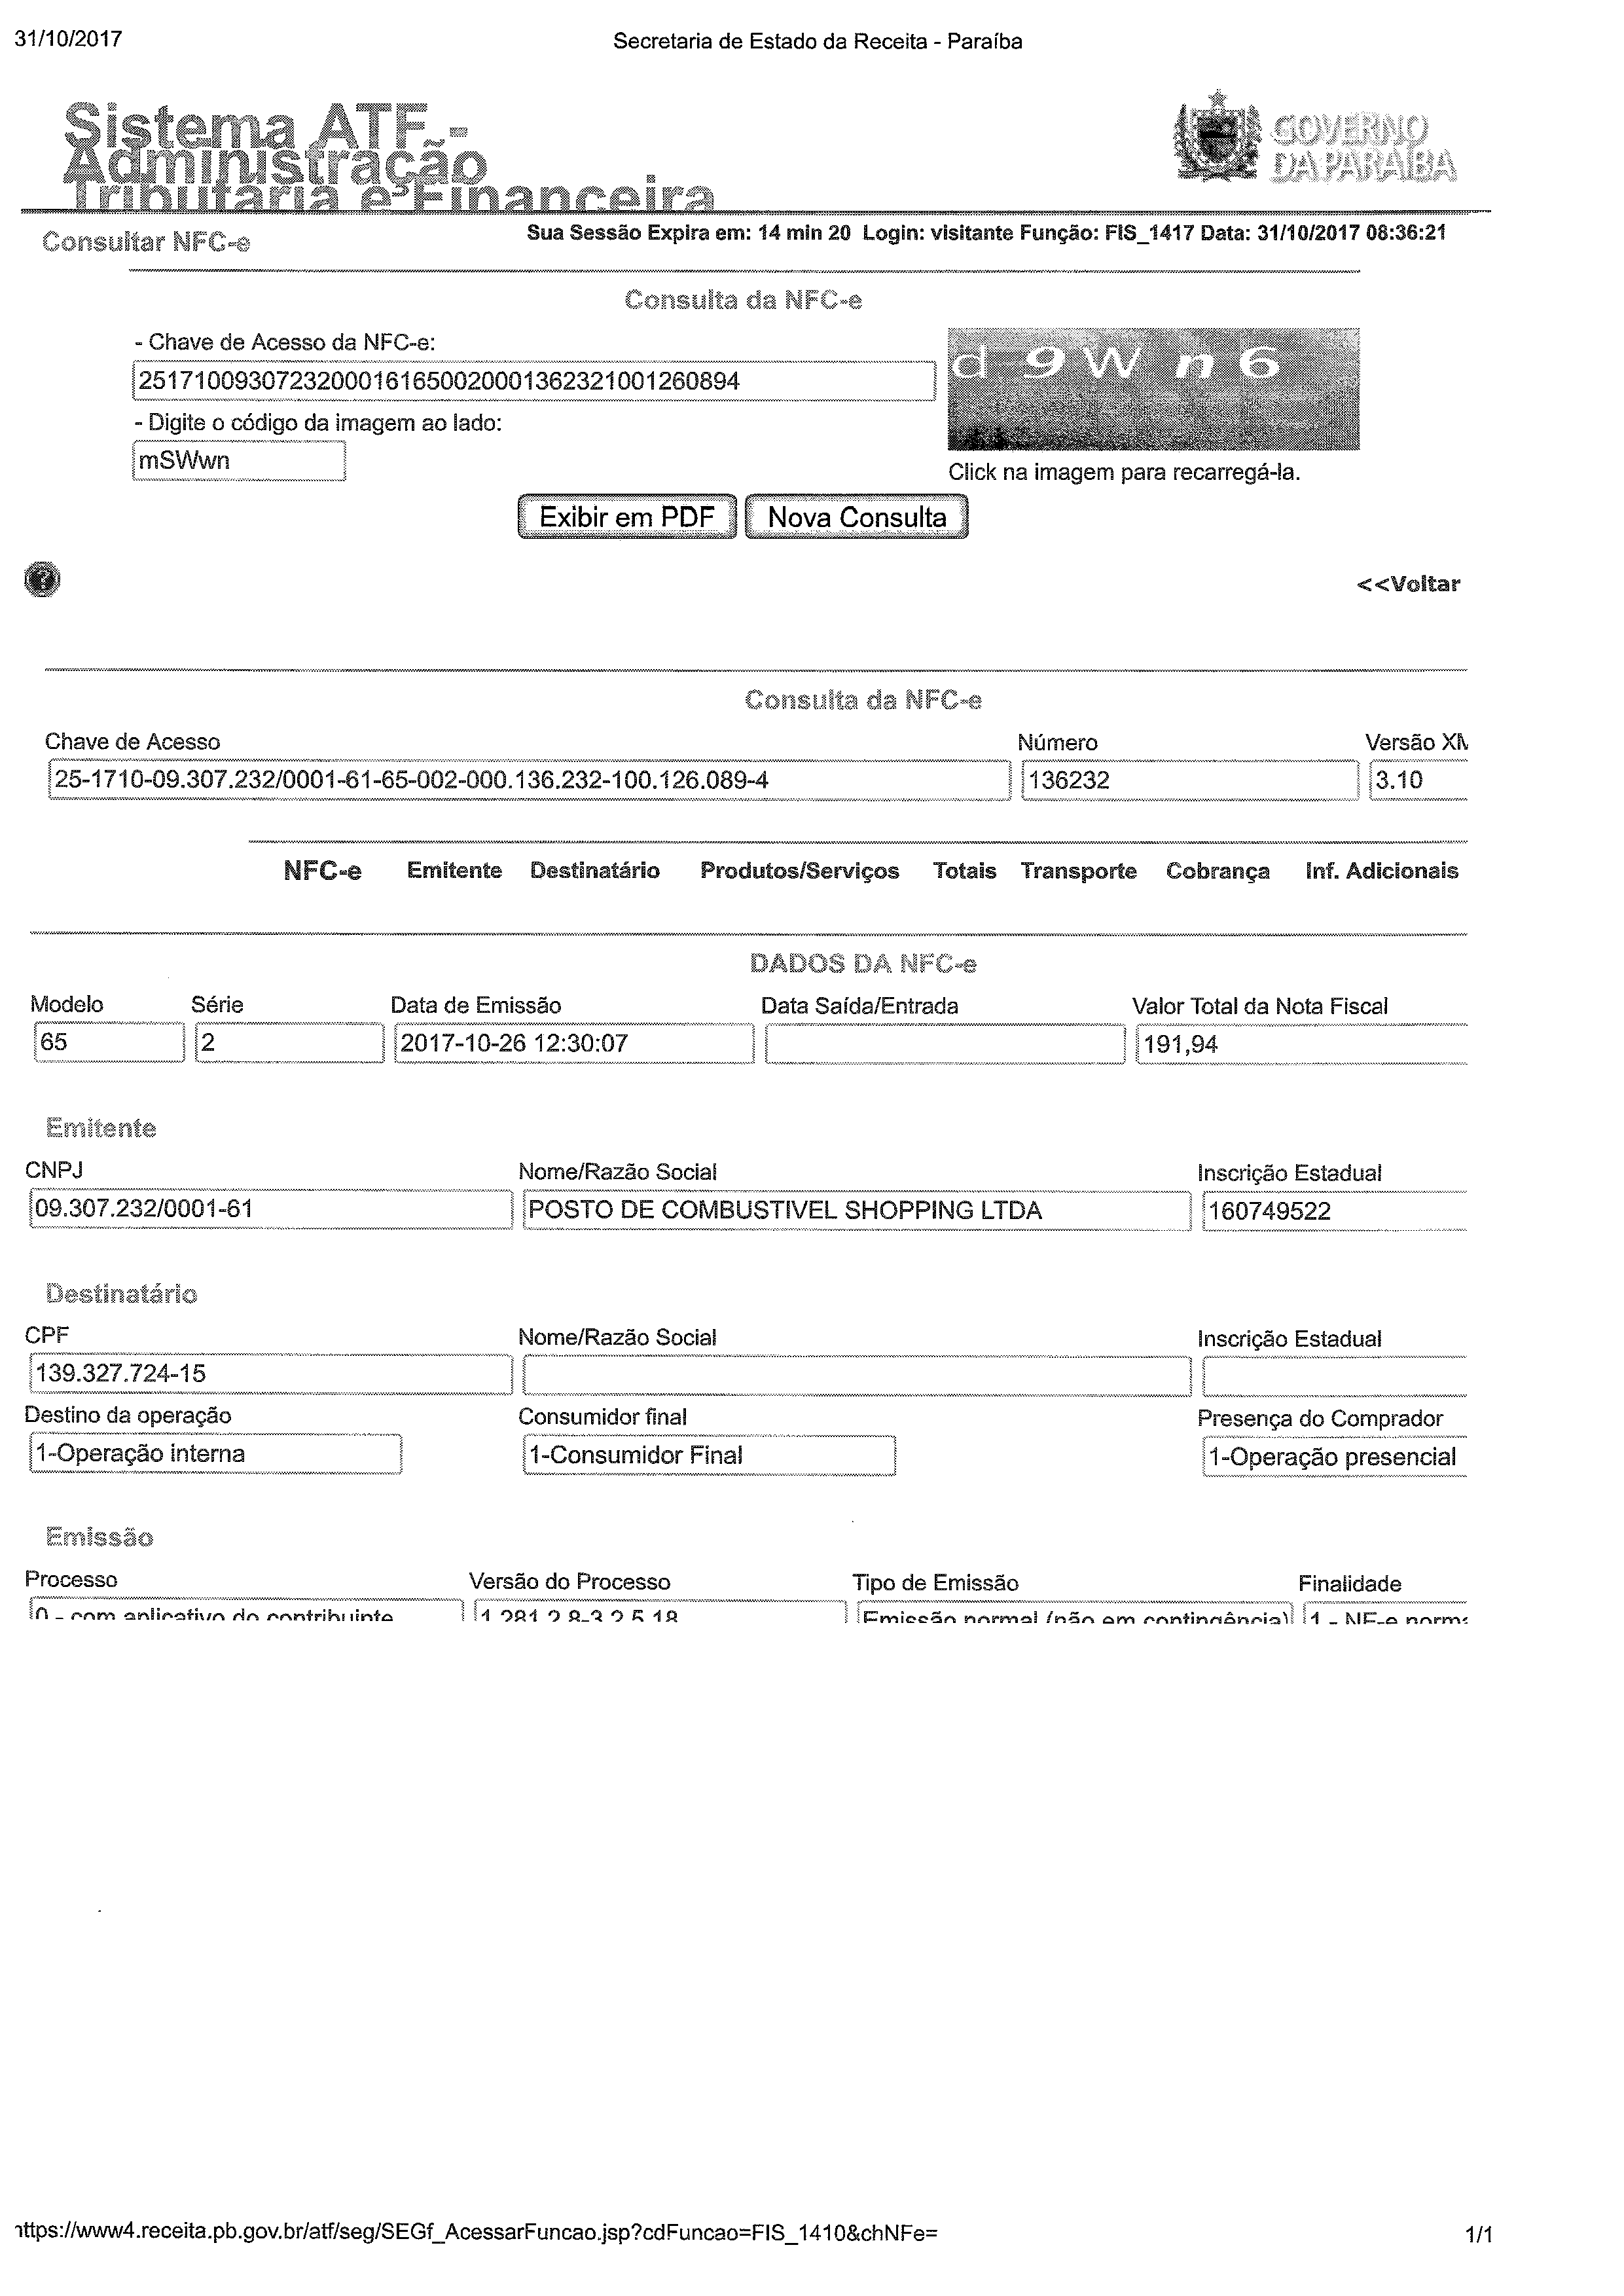 31/10/2017 Secretaria de Estado da Receita - Paraíba
Sistema ATF -
Administração
Tributária e Financeira
GOVERNO
DA PARAÍBA
Consultar NFC-e
Sua Sessão Expira em: 14 min 20 Login: visitante Função: FIS_1417 Data: 31/10/2017 08:36:21
Consulta da NFC-e
- Chave de Acesso da NFC-e:
25171009307232000161650020001362321001260894
- Digite o código da imagem ao lado:
mSWwn
d 9 W n 6
Click na imagem para recarregá-la.
Exibir em PDF Nova Consulta
?
<<Voltar
Consulta da NFC-e
Chave de Acesso Número Versão XM
25-1710-09.307.232/0001-61-65-002-000.136.232-100.126.089-4 136232 3.10
NFC-e Emitente Destinatário Produtos/Serviços Totais Transporte Cobrança Inf. Adicionais
DADOS DA NFC-e
Modelo Série Data de Emissão Data Saída/Entrada Valor Total da Nota Fiscal
65 2 2017-10-26 12:30:07 191,94
Emitente
CNPJ Nome/Razão Social Inscrição Estadual
09.307.232/0001-61 POSTO DE COMBUSTIVEL SHOPPING LTDA 160749522
Destinatário
CPF Nome/Razão Social Inscrição Estadual
139.327.724-15
Destino da operação Consumidor final Presença do Comprador
1-Operação interna 1-Consumidor Final 1-Operação presencial
Emissão
Processo Versão do Processo Tipo de Emissão Finalidade
0 - com aplicativo do contribuinte 1.281.2.8-3.2.5.18 Emissão normal (não em contingência) 1 - NF-e norma
https://www4.receita.pb.gov.br/atf/seg/SEGf_AcessarFuncao.jsp?cdFuncao=FIS_1410&chNFe= 1/1